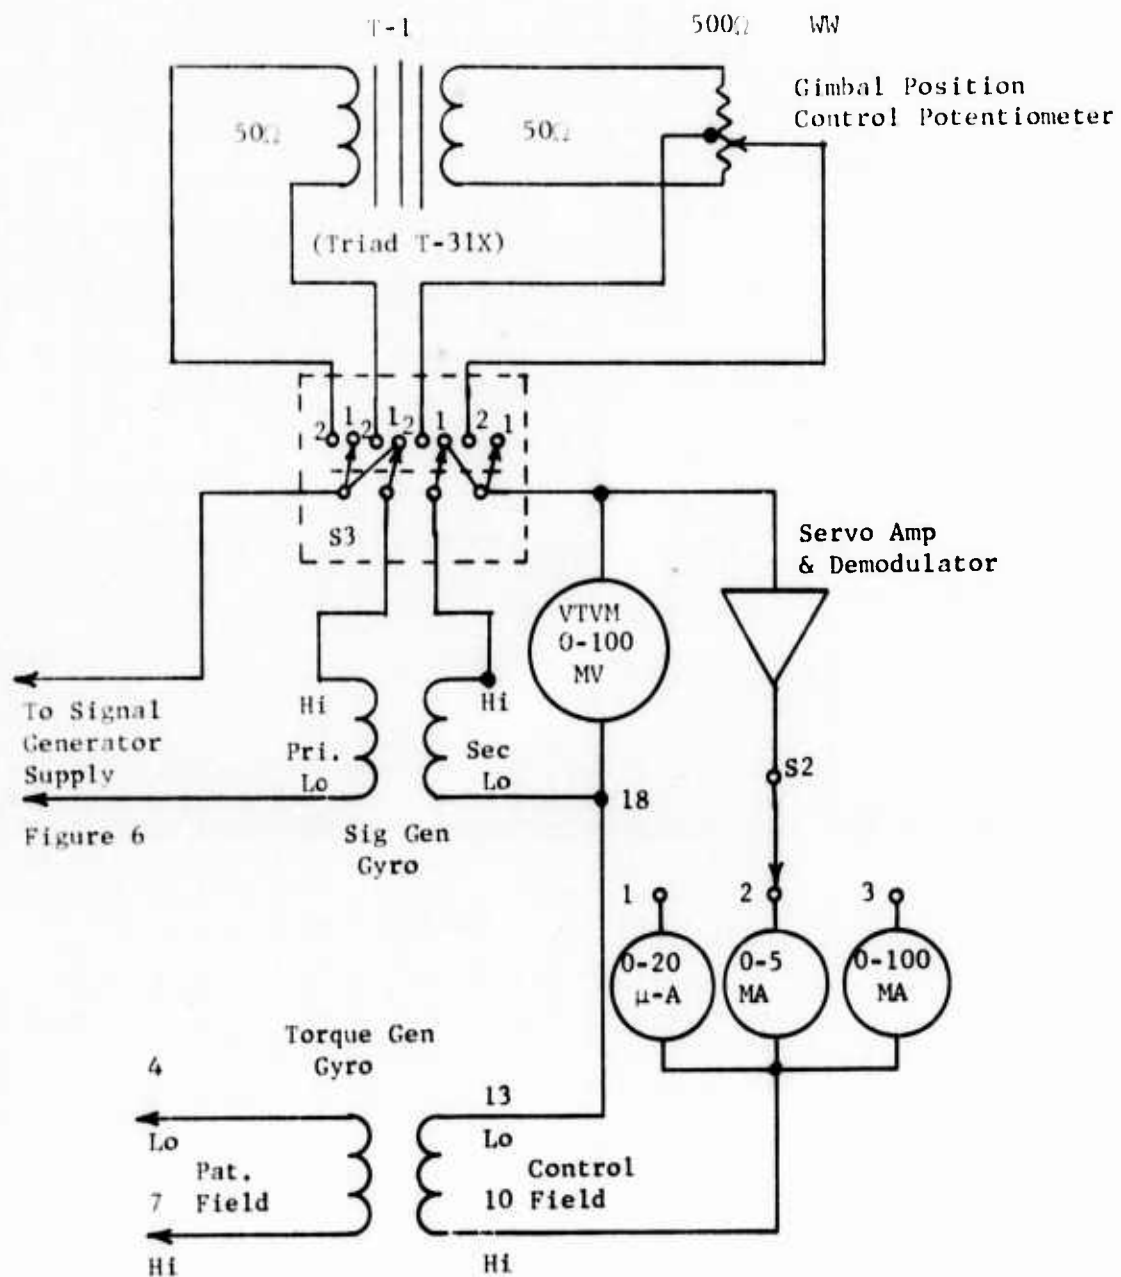 T-1
500Ω WW
Gimbal Position
Control Potentiometer
50Ω
50Ω
(Triad T-31X)
2 1 2 1 2 1 2 1
S3
Servo Amp
& Demodulator
VTVM
0-100
MV
To Signal
Generator
Supply
Hi
Pri.
Lo
Hi
Sec
Lo
18
S2
Figure 6
Sig Gen
Gyro
1
2
3
0-20
μ-A
0-5
MA
0-100
MA
Torque Gen
Gyro
4
Lo
Pat.
Field
7
Hi
13
Lo
Control
Field
10
Hi